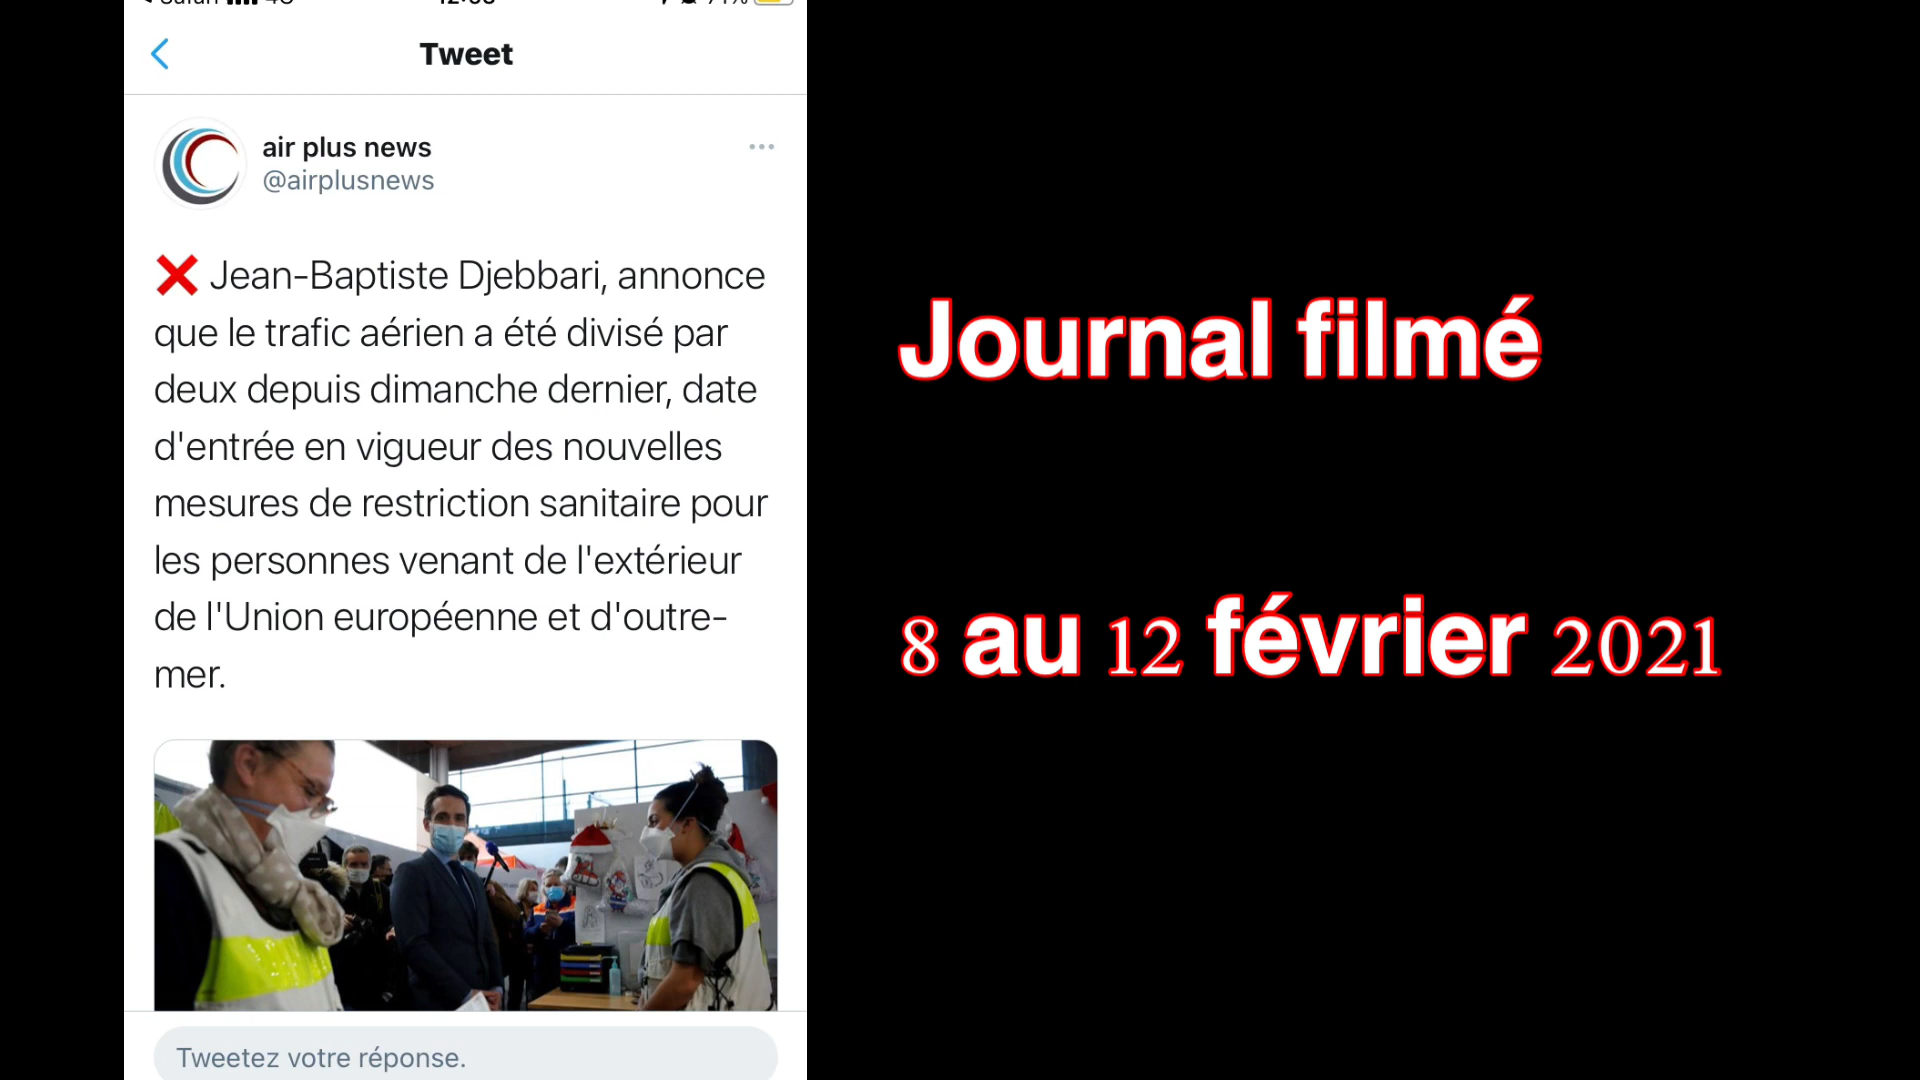 Tweet
air plus news
@airplusnews
❌ Jean-Baptiste Djebbari, annonce
que le trafic aérien a été divisé par
deux depuis dimanche dernier, date
d'entrée en vigueur des nouvelles
mesures de restriction sanitaire pour
les personnes venant de l'extérieur
de l'Union européenne et d'outre-
mer.
Tweetez votre réponse.
Journal filmé
8 au 12 février 2021